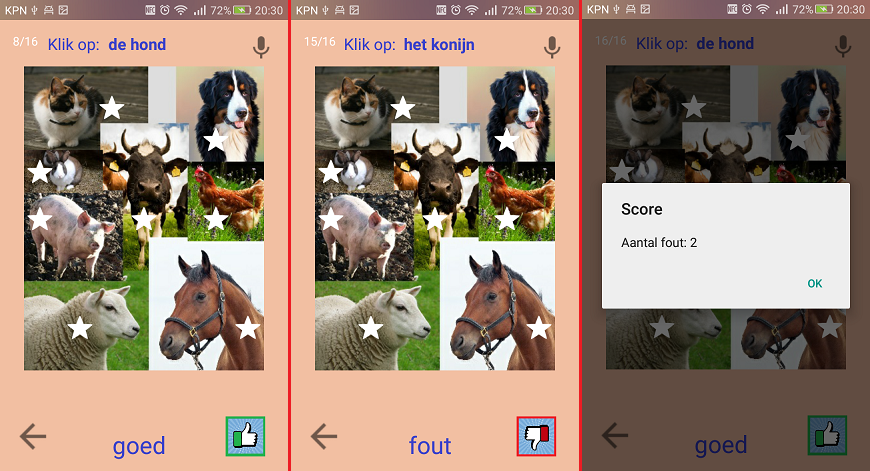 KPN 72% 20:30
8/16 Klik op: de hond
goed
KPN 72% 20:30
15/16 Klik op: het konijn
fout
KPN 72% 20:30
16/16 Klik op: de hond
Score
Aantal fout: 2
OK
goed